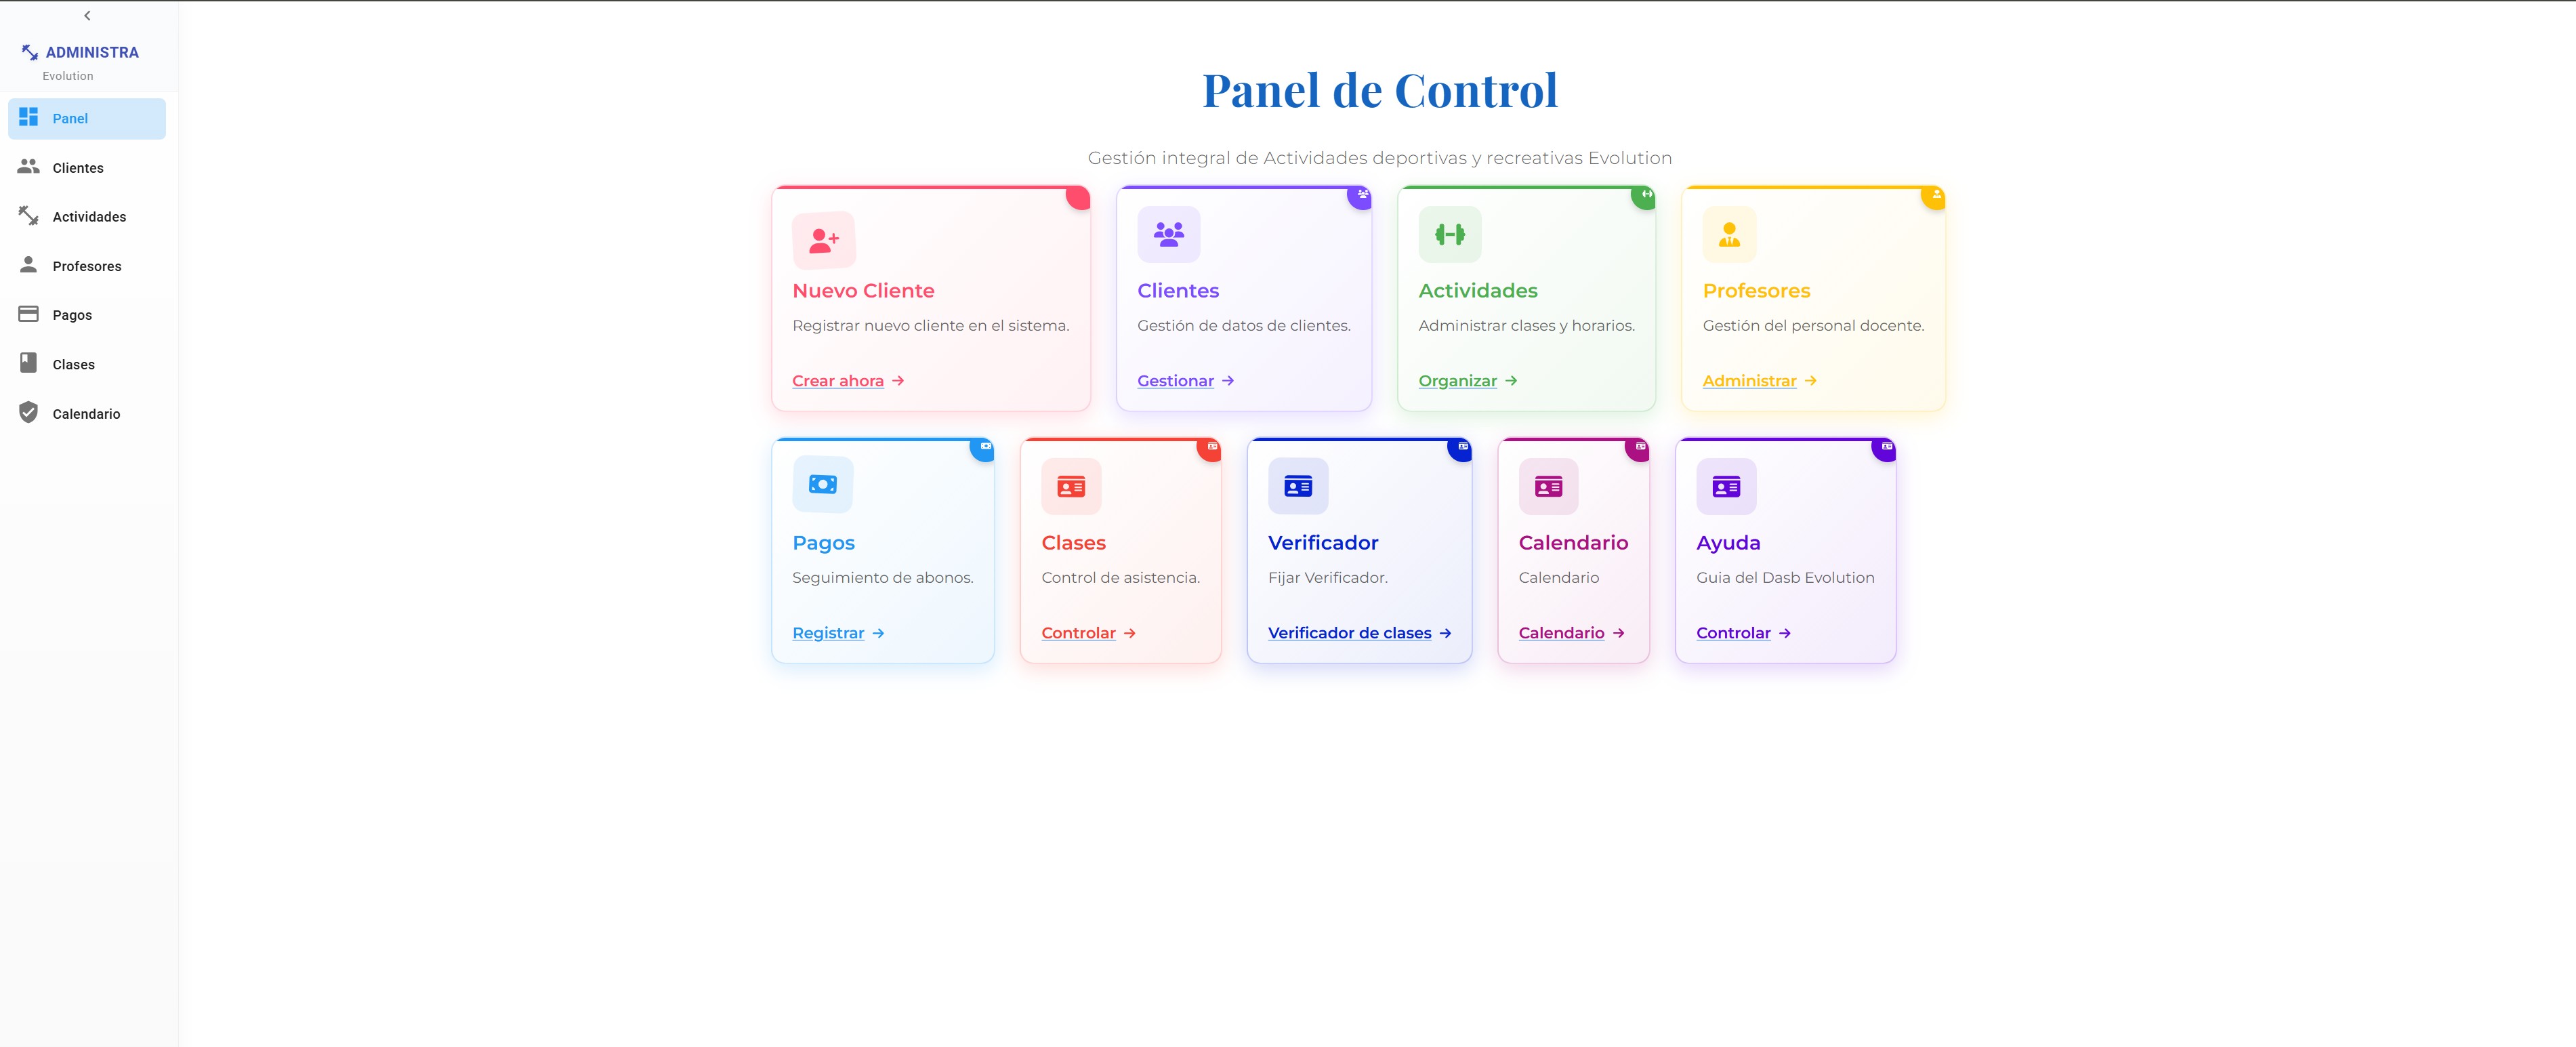 ADMINISTRA
Evolution
Panel
Clientes
Actividades
Profesores
Pagos
Clases
Calendario
Panel de Control
Gestión integral de Actividades deportivas y recreativas Evolution
Nuevo Cliente
Registrar nuevo cliente en el sistema.
Crear ahora →
Clientes
Gestión de datos de clientes.
Gestionar →
Actividades
Administrar clases y horarios.
Organizar →
Profesores
Gestión del personal docente.
Administrar →
Pagos
Seguimiento de abonos.
Registrar →
Clases
Control de asistencia.
Controlar →
Verificador
Fijar Verificador.
Verificador de clases →
Calendario
Calendario
Calendario →
Ayuda
Guia del Dasb Evolution
Controlar →